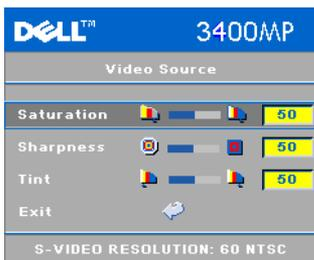 DELL™ 3400MP
Video Source
Saturation 50
Sharpness 50
Tint 50
Exit
S-VIDEO RESOLUTION: 60 NTSC